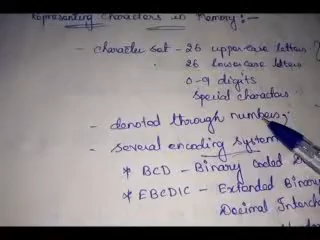 Representing Characters in Memory:-
- character set - 26 uppercase letters
26 lowercase letters
0-9 digits
Special characters.
- denoted through numbers.
- several encoding system
* BCD - Binary Coded
* EBCDIC - Extended Binary
Decimal Interch